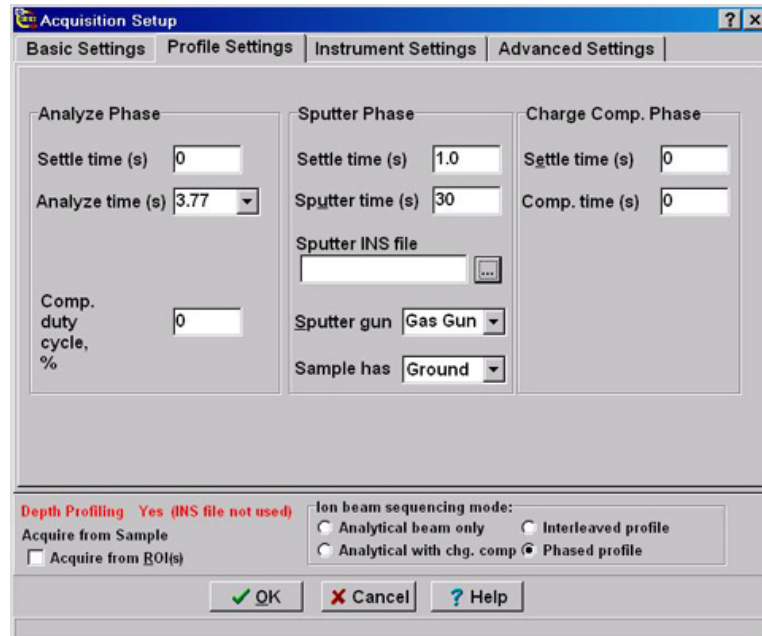 Acquisition Setup
Basic Settings Profile Settings Instrument Settings Advanced Settings
Analyze Phase
Settle time (s) 0
Analyze time (s) 3.77
Comp.
duty
cycle,
%
0
Sputter Phase
Settle time (s) 1.0
Sputter time (s) 30
Sputter INS file
...
Sputter gun Gas Gun
Sample has Ground
Charge Comp. Phase
Settle time (s) 0
Comp. time (s) 0
Depth Profiling Yes (INS file not used)
Acquire from Sample
Acquire from ROI(s)
Ion beam sequencing mode:
Analytical beam only Interleaved profile
Analytical with chg. comp Phased profile
OK Cancel ? Help